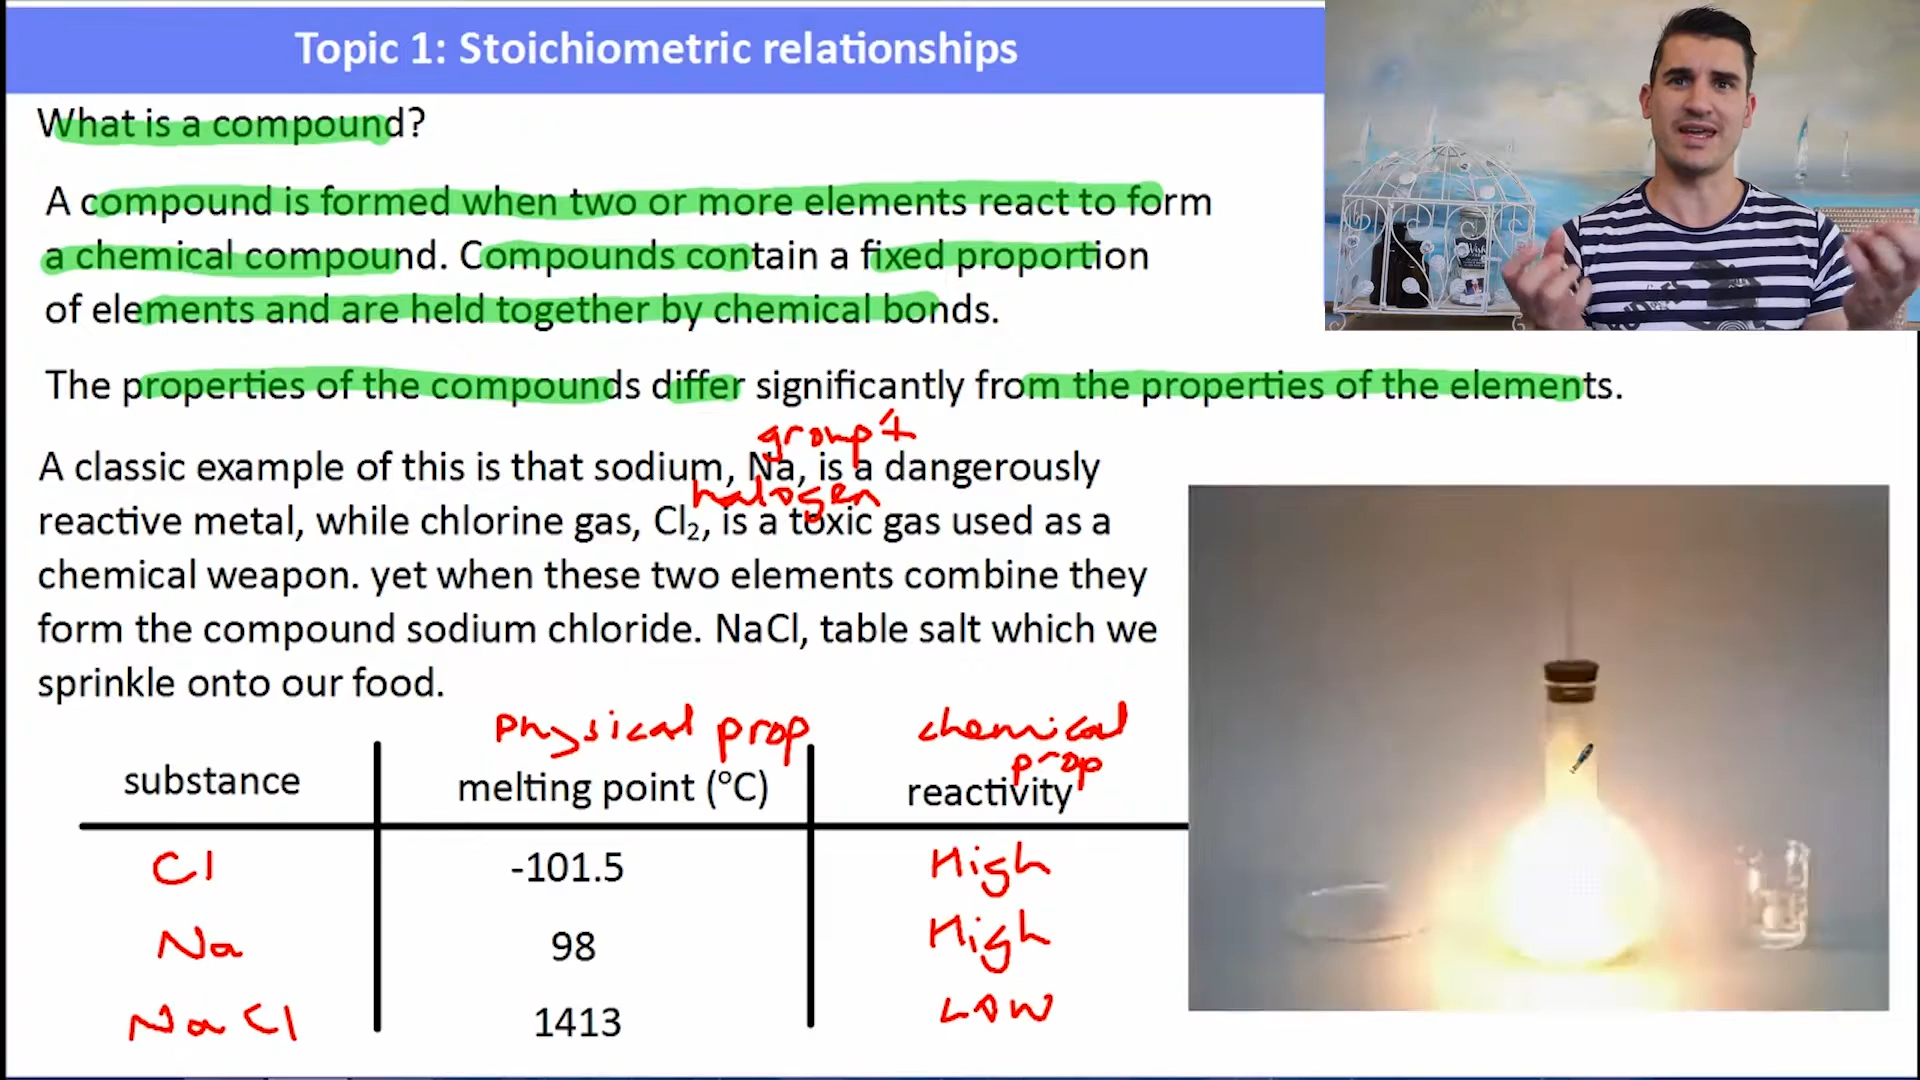 Topic 1: Stoichiometric relationships
What is a compound?
A compound is formed when two or more elements react to form
a chemical compound. Compounds contain a fixed proportion
of elements and are held together by chemical bonds.
The properties of the compounds differ significantly from the properties of the elements.
group 1
A classic example of this is that sodium, Na, is a dangerously
halogen
reactive metal, while chlorine gas, Cl₂, is a toxic gas used as a
chemical weapon. yet when these two elements combine they
form the compound sodium chloride. NaCl, table salt which we
sprinkle onto our food.
Physical prop chemical
prop
substance melting point (°C) reactivity
Cl -101.5 High
Na 98 High
NaCl 1413 Low